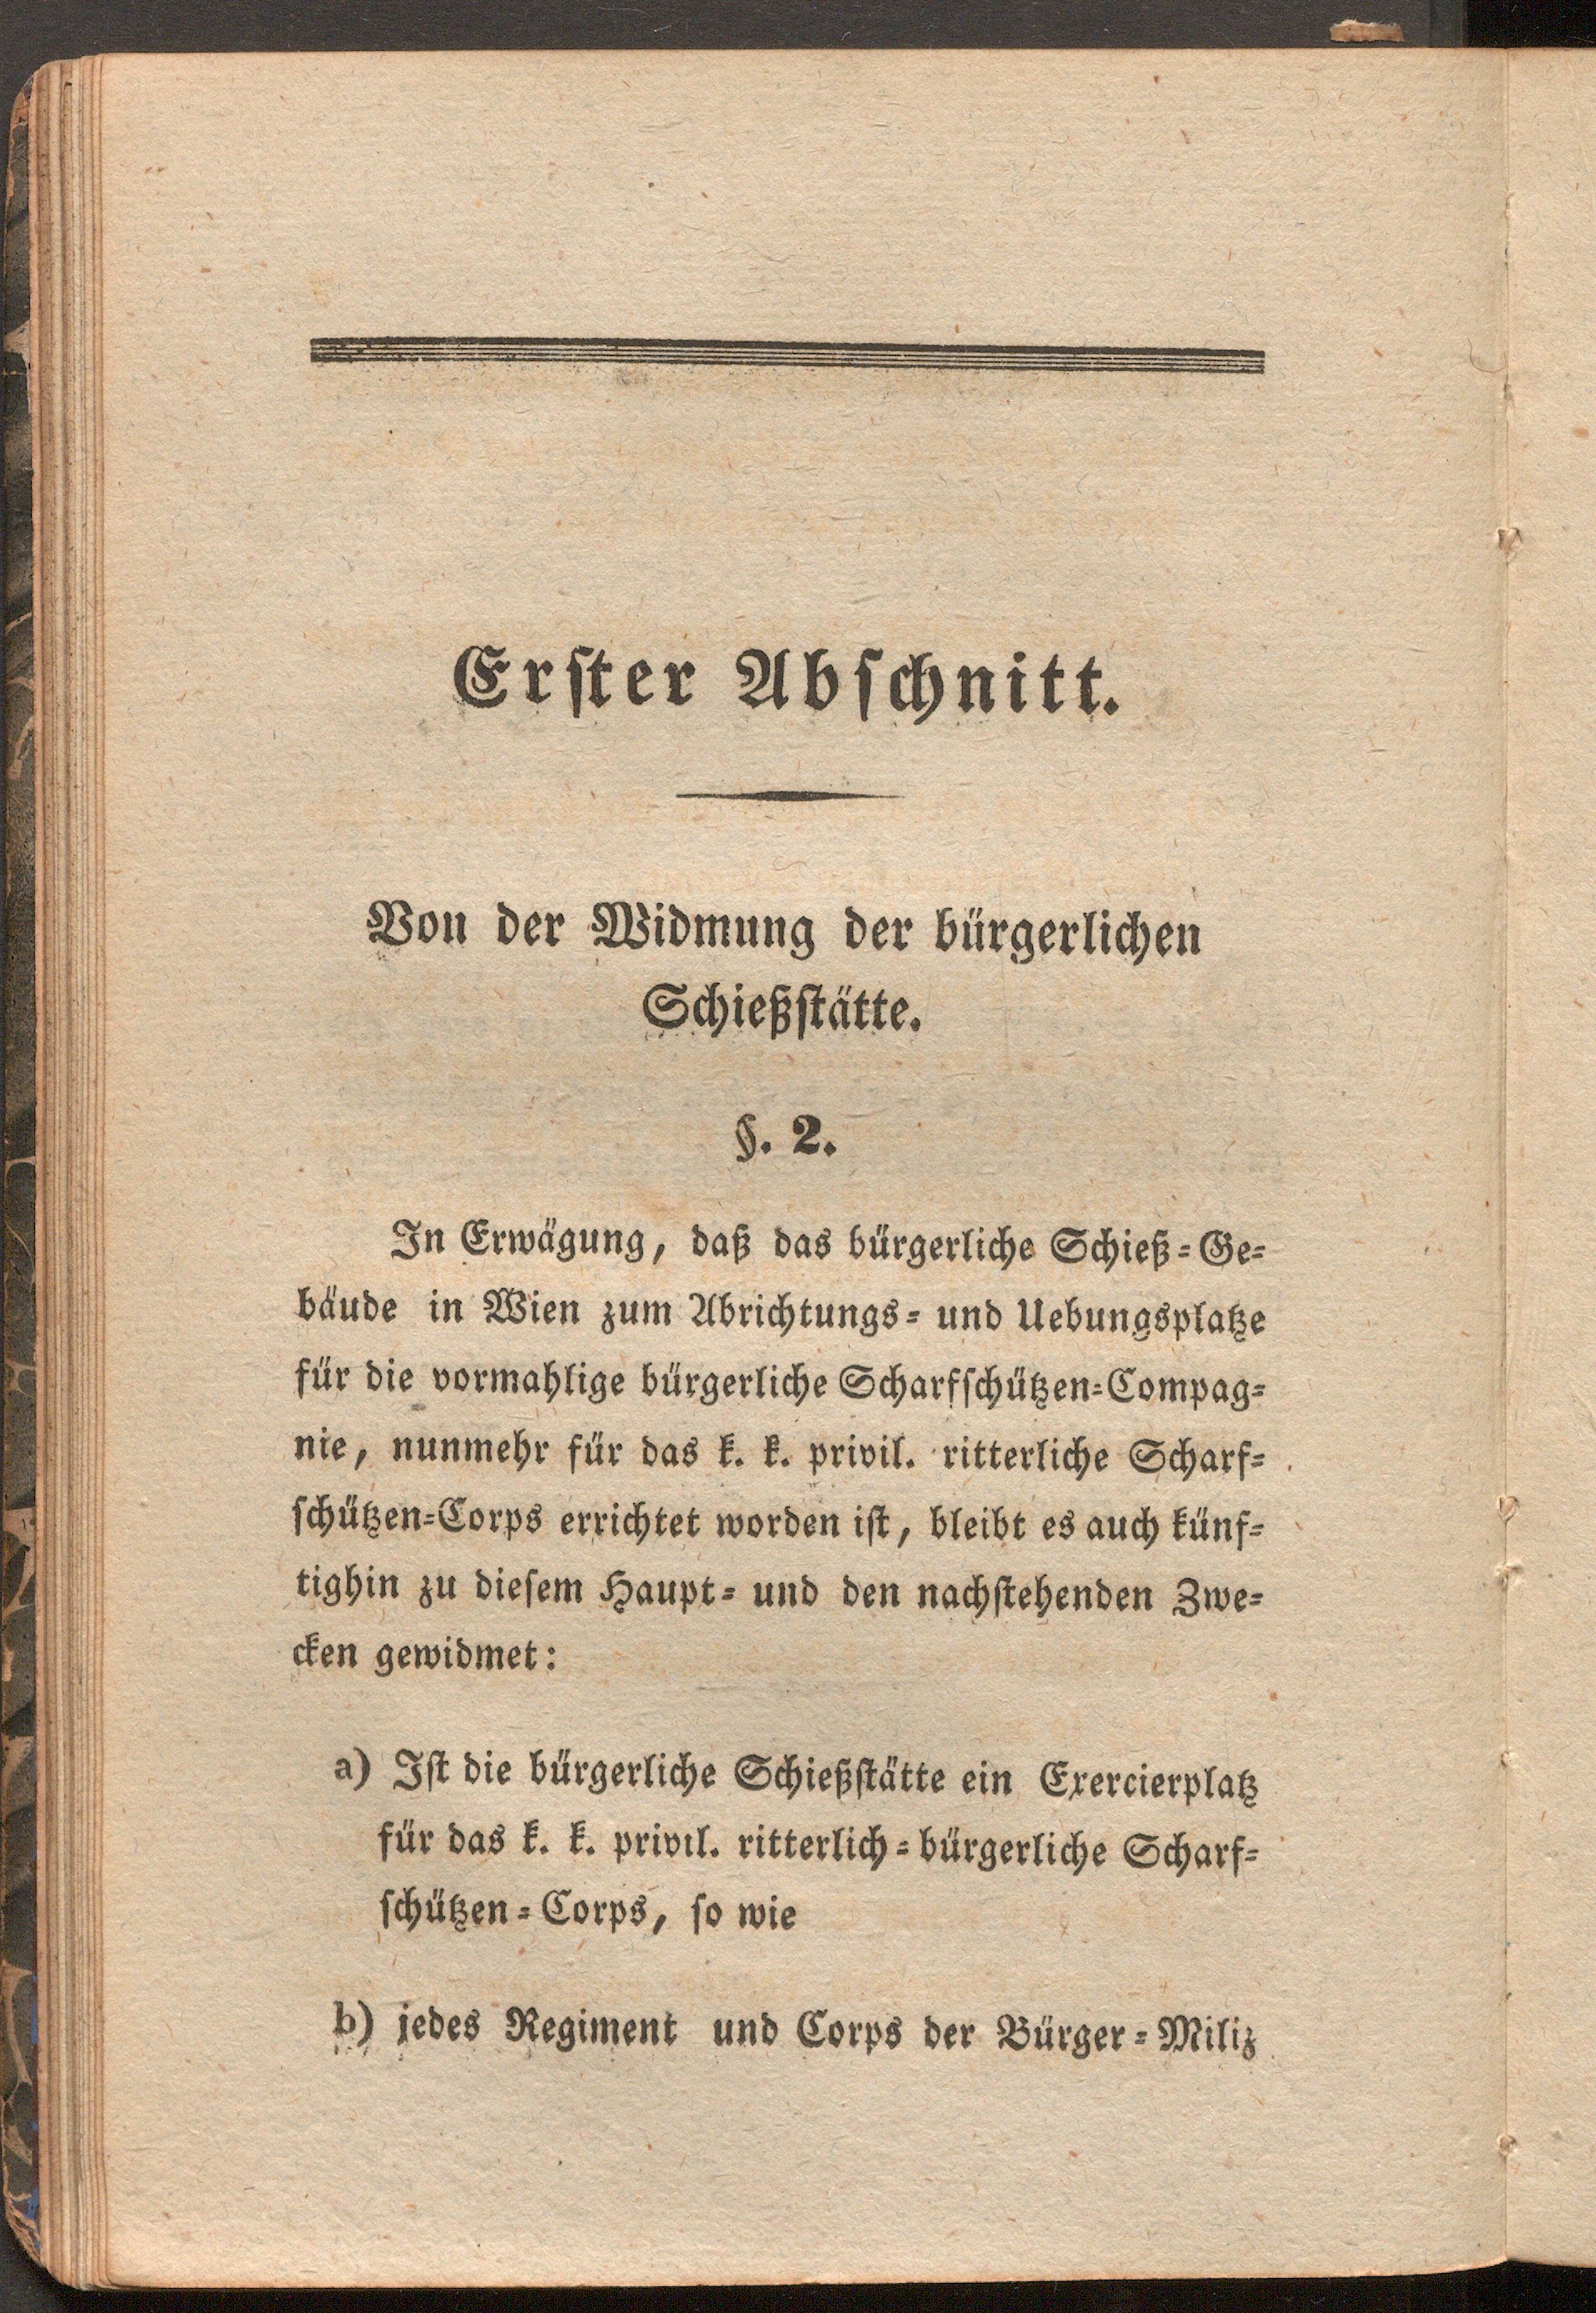 Erster Abschnitt.
Von der Widmung der bürgerlichen
Schießstätte.
§. 2.
In Erwägung, daß das bürgerliche Schieß-Ge-
bäude in Wien zum Abrichtungs- und Uebungsplatze
für die vormahlige bürgerliche Scharfschützen-Compag-
nie, nunmehr für das k. k. privil. ritterliche Scharf-
schützen-Corps errichtet worden ist, bleibt es auch künf-
tighin zu diesem Haupt- und den nachstehenden Zwe-
cken gewidmet:
a) Ist die bürgerliche Schießstätte ein Exercierplatz
für das k. k. privil. ritterlich-bürgerliche Scharf-
schützen-Corps, so wie
b) jedes Regiment und Corps der Bürger-Miliz